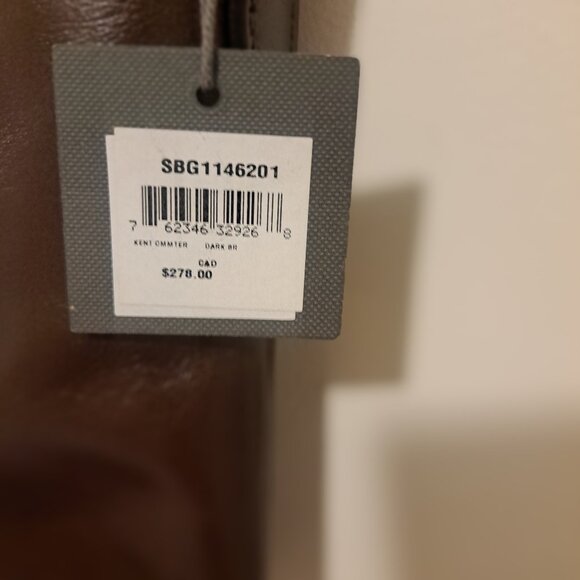 SBG1146201
7 62346 32926 8
KENT CMMTER DARK BR
CAD
$278.00